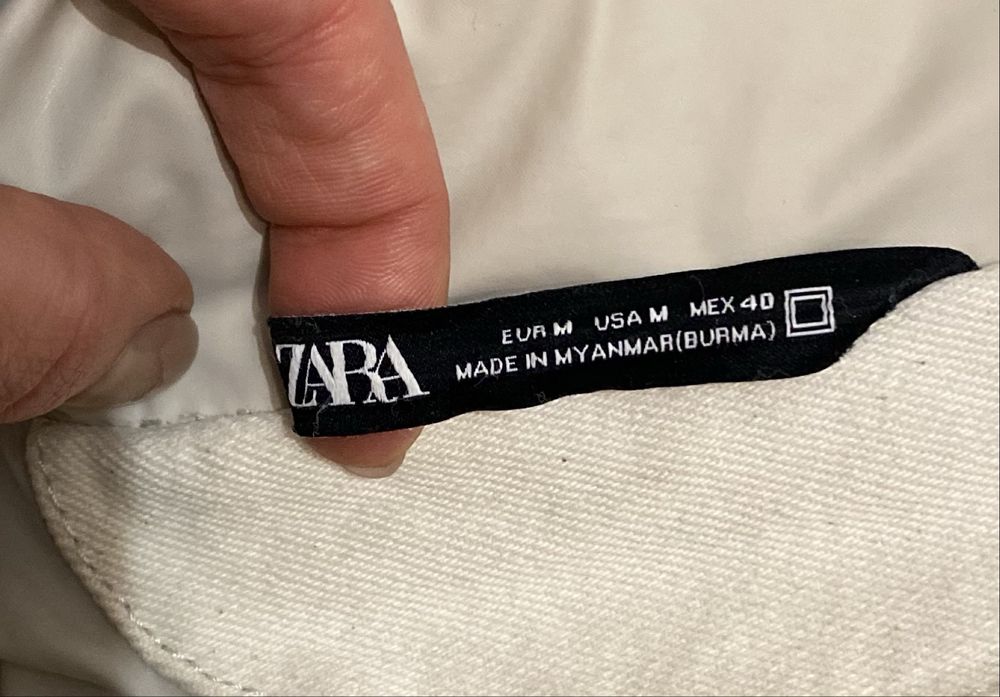 ZARA
EUR M USA M MEX 40
MADE IN MYANMAR(BURMA)